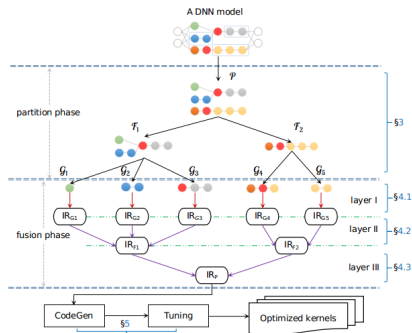 A DNN model
𝒫
partition phase
§3
ℱ1
ℱ2
𝒢1
𝒢2
𝒢3
𝒢4
𝒢5
layer I
§4.1
IRG1
IRG2
IRG3
IRG4
IRG5
layer II
§4.2
fusion phase
IRF1
IRF2
layer III
§4.3
IRP
CodeGen
Tuning
Optimized kernels
§5